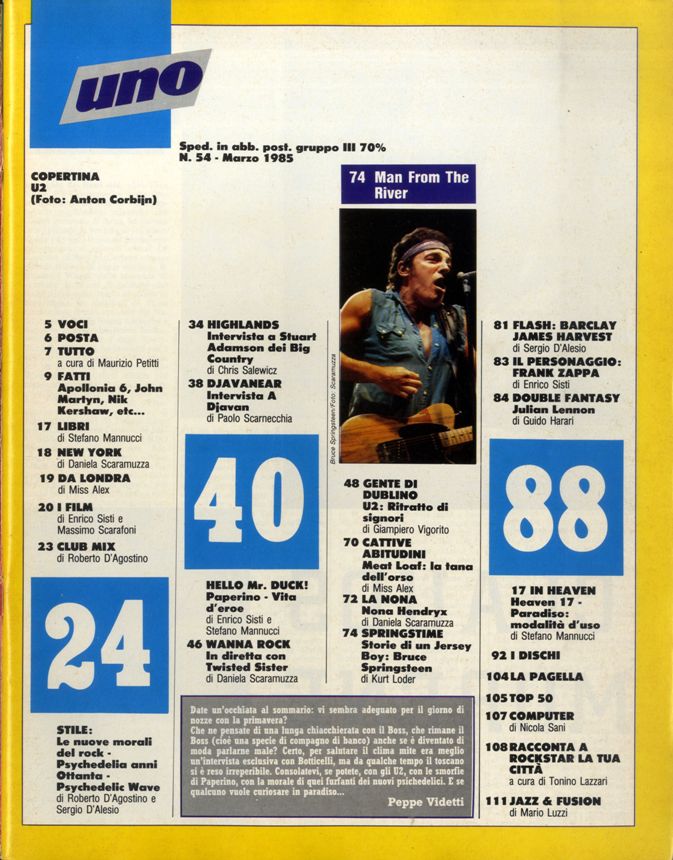 uno
Sped. in abb. post. gruppo III 70%
N. 54 - Marzo 1985
COPERTINA
U2
(Foto: Anton Corbijn)
5 VOCI
6 POSTA
7 TUTTO
a cura di Maurizio Petitti
9 FATTI
Apollonia 6, John
Martyn, Nik
Kershaw, etc...
17 LIBRI
di Stefano Mannucci
18 NEW YORK
di Daniela Scaramuzza
19 DA LONDRA
di Miss Alex
20 I FILM
di Enrico Sisti e
Massimo Scarafoni
23 CLUB MIX
di Roberto D'Agostino
24
STILE:
Le nuove morali
del rock -
Psychedelia anni
Ottanta -
Psychedelic Wave
di Roberto D'Agostino e
Sergio D'Alesio
34 HIGHLANDS
Intervista a Stuart
Adamson dei Big
Country
di Chris Salewicz
38 DJAVANEAR
Intervista A
Djavan
di Paolo Scarnecchia
40
HELLO Mr. DUCK!
Paperino - Vita
d'eroe
di Enrico Sisti e
Stefano Mannucci
46 WANNA ROCK
In diretta con
Twisted Sister
di Daniela Scaramuzza
74 Man From The
River
Bruce Springsteen/Foto: Scaramuzza
48 GENTE DI
DUBLINO
U2: Ritratto di
signori
di Giampiero Vigorito
70 CATTIVE
ABITUDINI
Meat Loaf: la tana
dell'orso
di Miss Alex
72 LA NONA
Nona Hendryx
di Daniela Scaramuzza
74 SPRINGSTIME
Storie di un Jersey
Boy: Bruce
Springsteen
di Kurt Loder
81 FLASH: BARCLAY
JAMES HARVEST
di Sergio D'Alesio
83 IL PERSONAGGIO:
FRANK ZAPPA
di Enrico Sisti
84 DOUBLE FANTASY
Julian Lennon
di Guido Harari
88
17 IN HEAVEN
Heaven 17 -
Paradiso:
modalità d'uso
di Stefano Mannucci
92 I DISCHI
104 LA PAGELLA
105 TOP 50
107 COMPUTER
di Nicola Sani
108 RACCONTA A
ROCKSTAR LA TUA
CITTÀ
a cura di Tonino Lazzari
111 JAZZ & FUSION
di Mario Luzzi
Date un'occhiata al sommario: vi sembra adeguato per il giorno di
nozze con la primavera?
Che ne pensate di una lunga chiacchierata con il Boss, che rimane il
Boss (cioè una specie di compagno di banco) anche se è diventato di
moda parlarne male? Certo, per salutare il clima mite era meglio
un'intervista esclusiva con Botticelli, ma da qualche tempo il toscano
si è reso irreperibile. Consolatevi, se potete, con gli U2, con le smorfie
di Paperino, con la morale di quei furfanti dei nuovi psichedelici. E se
qualcuno vuole curiosare in paradiso...
Peppe Videtti